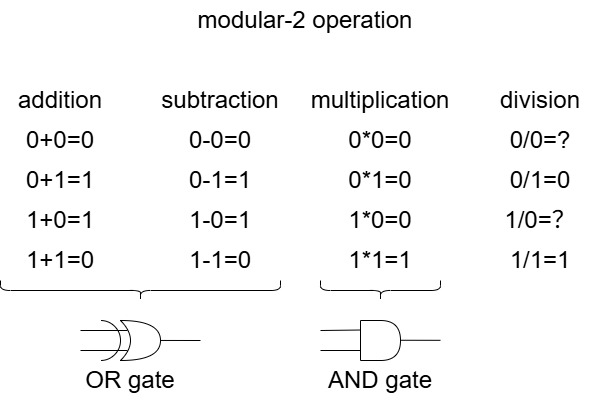 modular-2 operation
addition subtraction multiplication division
0+0=0 0-0=0 0*0=0 0/0=?
0+1=1 0-1=1 0*1=0 0/1=0
1+0=1 1-0=1 1*0=0 1/0=？
1+1=0 1-1=0 1*1=1 1/1=1
OR gate AND gate